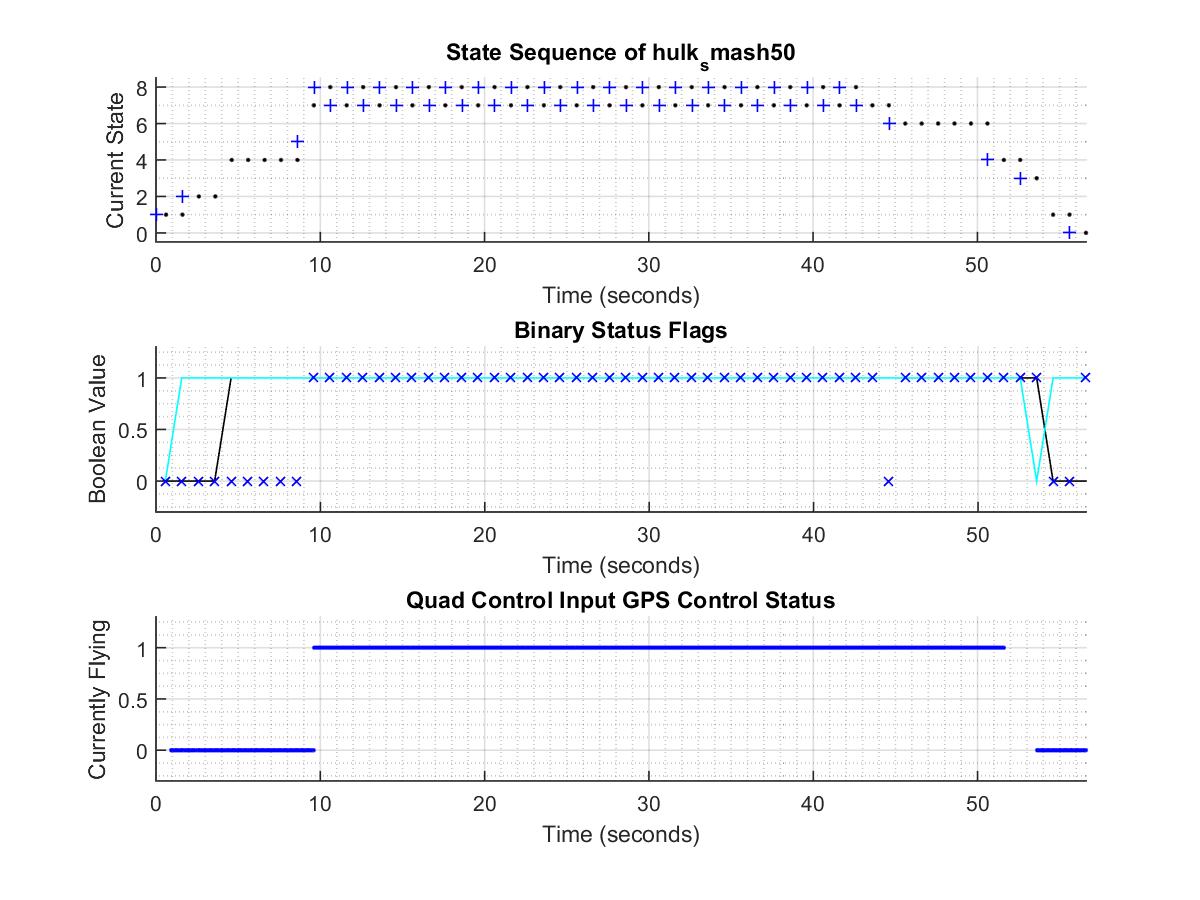 State Sequence of hulksmash50
8
6
4
2
0
Current State
0 10 20 30 40 50
Time (seconds)
Binary Status Flags
1
0.5
0
Boolean Value
0 10 20 30 40 50
Time (seconds)
Quad Control Input GPS Control Status
1
0.5
0
Currently Flying
0 10 20 30 40 50
Time (seconds)